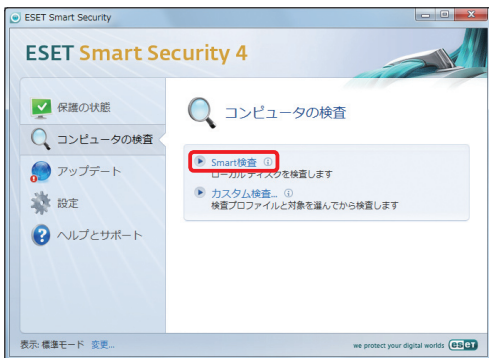 ESET Smart Security
ESET Smart Security 4
保護の状態
コンピュータの検査
アップデート
設定
ヘルプとサポート
コンピュータの検査
Smart検査
ローカルディスクを検査します
カスタム検査...
検査プロファイルと対象を選んでから検査します
表示: 標準モード 変更...
we protect your digital worlds eset